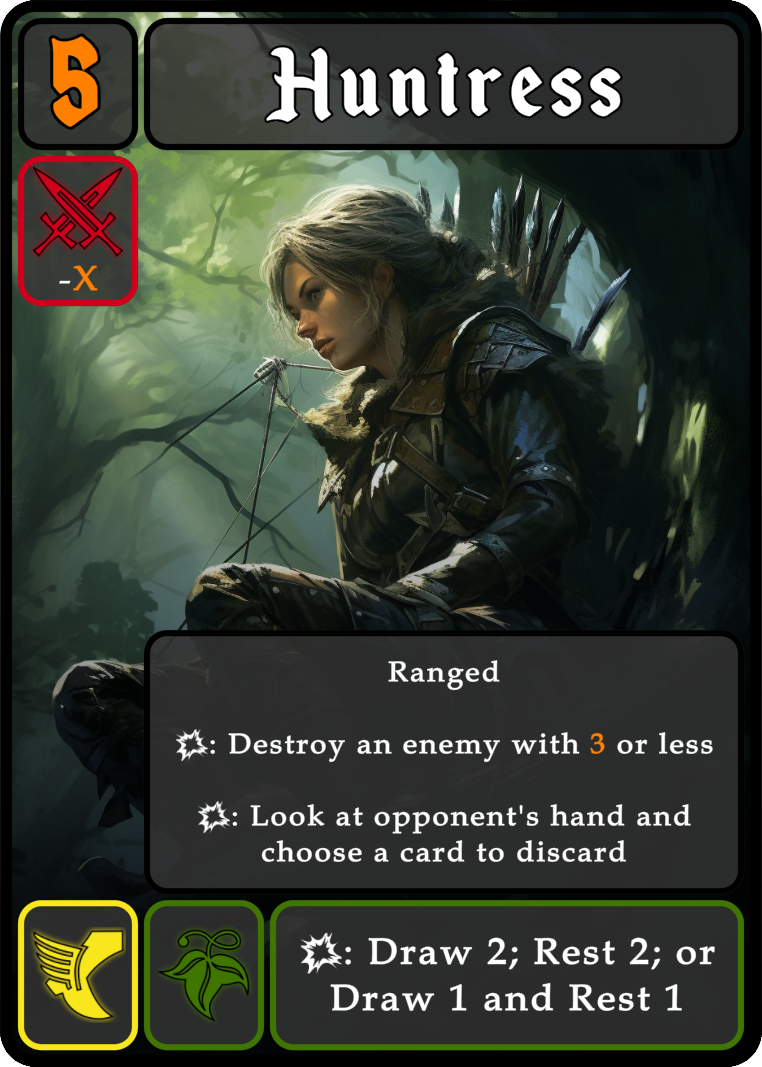 5
Huntress
-X
Ranged
: Destroy an enemy with 3 or less
: Look at opponent's hand and
choose a card to discard
: Draw 2; Rest 2; or
Draw 1 and Rest 1